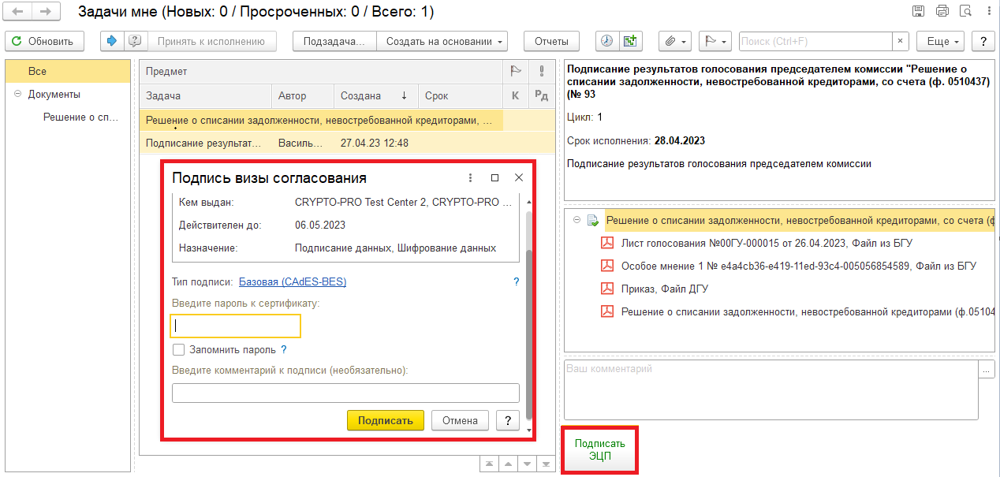 Задачи мне (Новых: 0 / Просроченных: 0 / Всего: 1)
Обновить
Принять к исполнению
Подзадача...
Создать на основании
Отчеты
Поиск (Ctrl+F)
×
Еще
?
Все
Документы
Решение о сп...
Предмет
Задача Автор Создана ↓ Срок К Рд
Решение о списании задолженности, невостребованной кредиторами, ...
Подписание результат... Василь... 27.04.23 12:48
Подпись визы согласования
Кем выдан: CRYPTO-PRO Test Center 2, CRYPTO-PRO ...
Действителен до: 06.05.2023
Назначение: Подписание данных, Шифрование данных
Тип подписи: Базовая (CAdES-BES) ?
Введите пароль к сертификату:
Запомнить пароль ?
Введите комментарий к подписи (необязательно):
Подписать Отмена ?
Подписание результатов голосования председателем комиссии "Решение о
списании задолженности, невостребованной кредиторами, со счета (ф. 0510437)
(№ 93
Цикл: 1
Срок исполнения: 28.04.2023
Подписание результатов голосования председателем комиссии
Решение о списании задолженности, невостребованной кредиторами, со счета (ф
Лист голосования №00ГУ-000015 от 26.04.2023, Файл из БГУ
Особое мнение 1 № e4a4cb36-e419-11ed-93c4-005056854589, Файл из БГУ
Приказ, Файл ДГУ
Решение о списании задолженности, невостребованной кредиторами (ф.05104
Ваш комментарий
...
Подписать
ЭЦП